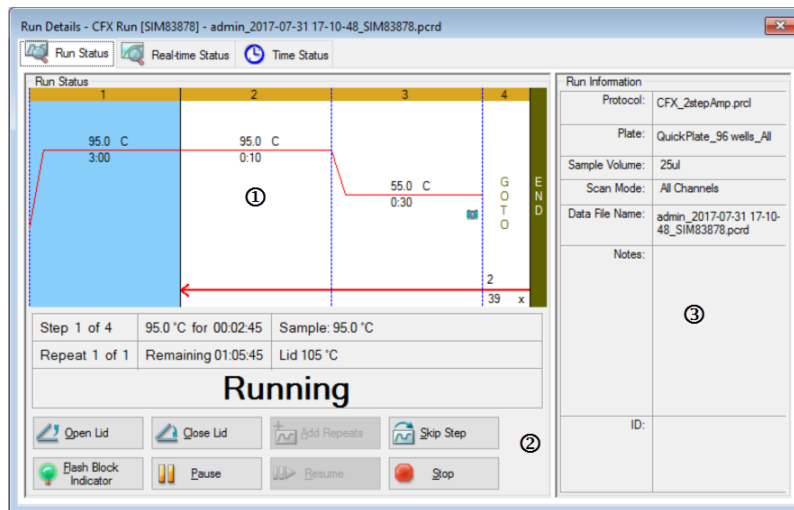 Run Details - CFX Run [SIM83878] - admin_2017-07-31 17-10-48_SIM83878.pcrd
Run Status Real-time Status Time Status
Run Status
1 2 3 4
95.0 C
3:00
95.0 C
0:10
①
55.0 C
0:30
GOTO
END
2
39 x
Step 1 of 4 95.0 °C for 00:02:45 Sample: 95.0 °C
Repeat 1 of 1 Remaining 01:05:45 Lid 105 °C
Running
Open Lid Close Lid Add Repeats Skip Step
②
Flash Block
Indicator
Pause Resume Stop
Run Information
Protocol: CFX_2stepAmp.prcl
Plate: QuickPlate_96 wells_All
Sample Volume: 25ul
Scan Mode: All Channels
Data File Name: admin_2017-07-31 17-10-
48_SIM83878.pcrd
Notes:
③
ID: